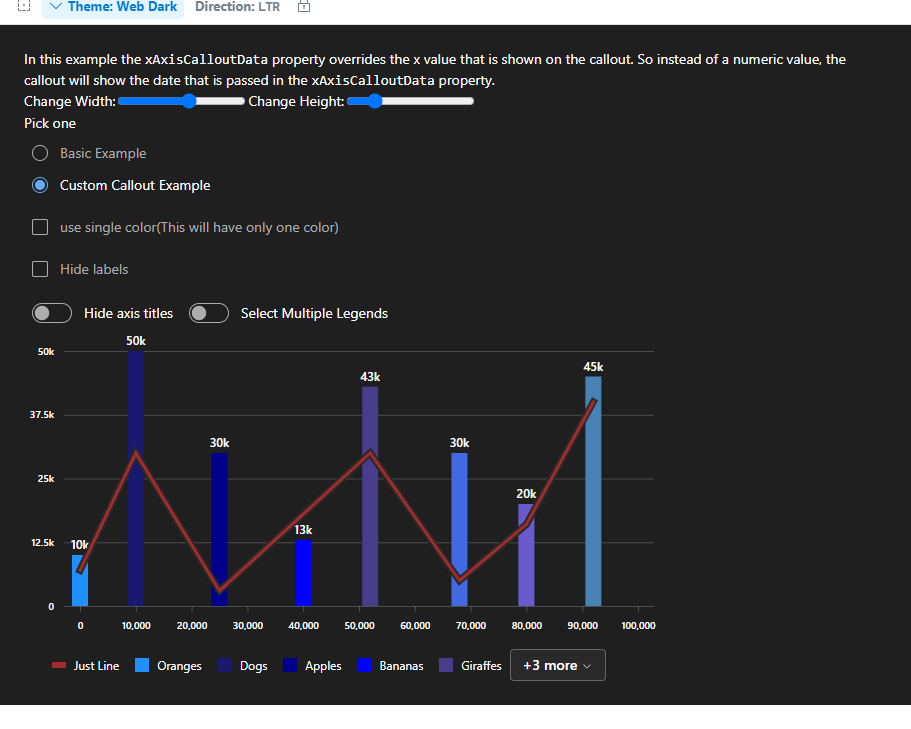 Theme: Web Dark Direction: LTR
In this example the xAxisCalloutData property overrides the x value that is shown on the callout. So instead of a numeric value, the
callout will show the date that is passed in the xAxisCalloutData property.
Change Width: Change Height:
Pick one
Basic Example
Custom Callout Example
use single color(This will have only one color)
Hide labels
Hide axis titles Select Multiple Legends
50k
50k
45k
43k
37.5k
30k
30k
25k
20k
13k
12.5k
10k
0
0 10,000 20,000 30,000 40,000 50,000 60,000 70,000 80,000 90,000 100,000
Just Line Oranges Dogs Apples Bananas Giraffes +3 more